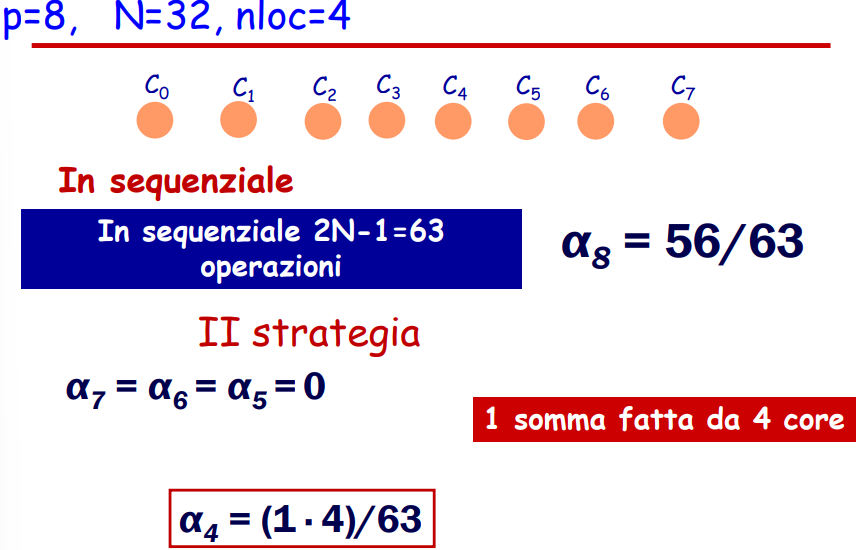 p=8, N=32, nloc=4
C₀ C₁ C₂ C₃ C₄ C₅ C₆ C₇
In sequenziale
In sequenziale 2N-1=63
operazioni
α₈ = 56/63
II strategia
α₇ = α₆ = α₅ = 0
1 somma fatta da 4 core
α₄ = (1 · 4)/63